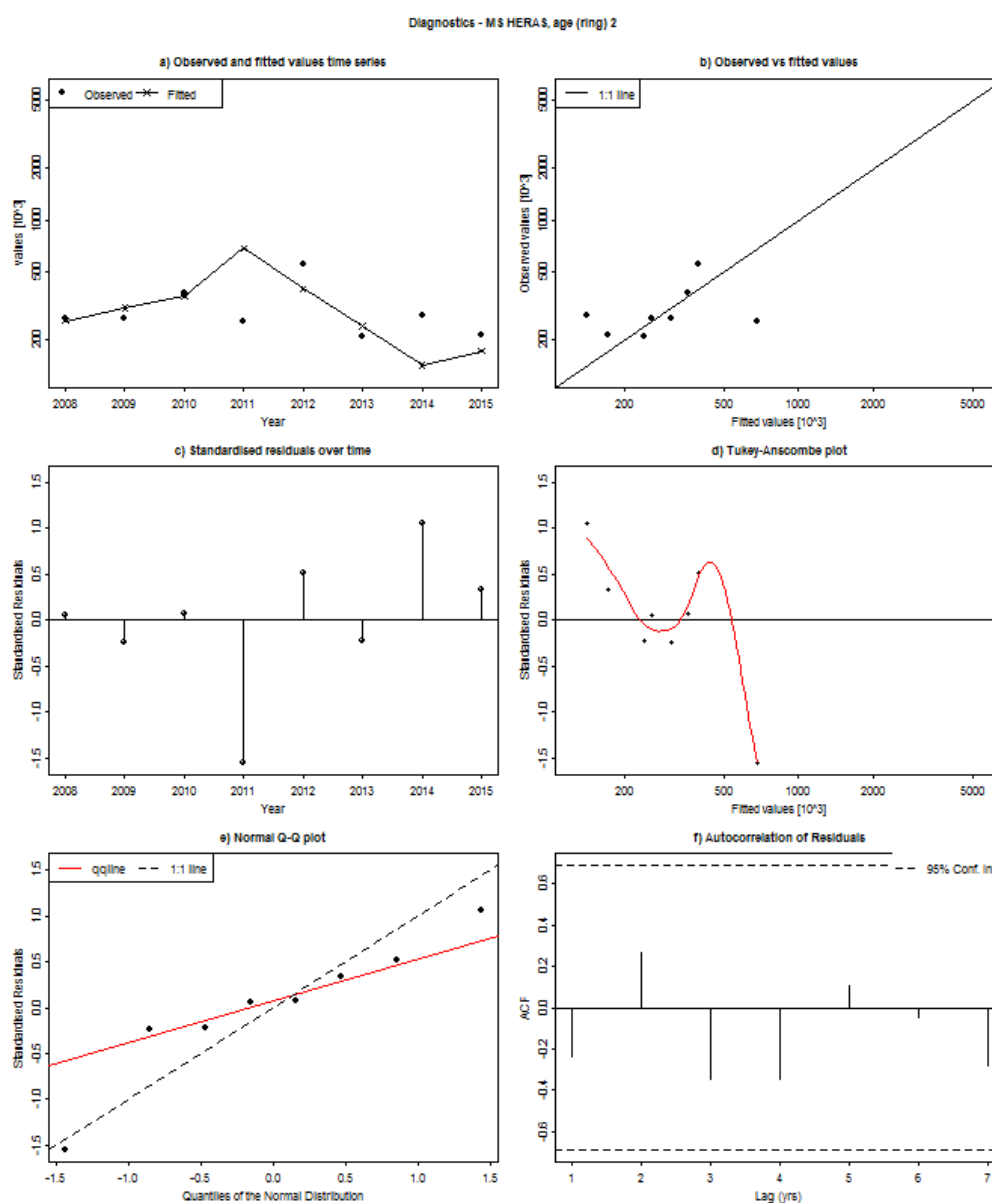 Diagnostics - MS HERAS, age (ring) 2
a) Observed and fitted values time series
Observed Fitted
values [10^3]
5000
2000
1000
500
200
2008 2009 2010 2011 2012 2013 2014 2015
Year
b) Observed vs fitted values
1:1 line
Observed values [10^3]
5000
2000
1000
500
200
200 500 1000 2000 5000
Fitted values [10^3]
c) Standardised residuals over time
Standardised Residuals
1.5
1.0
0.5
0.0
-0.5
-1.0
-1.5
2008 2009 2010 2011 2012 2013 2014 2015
Year
d) Tukey-Anscombe plot
Standardised Residuals
1.5
1.0
0.5
0.0
-0.5
-1.0
-1.5
200 500 1000 2000 5000
Fitted values [10^3]
e) Normal Q-Q plot
qqline 1:1 line
Standardised Residuals
1.5
1.0
0.5
0.0
-0.5
-1.0
-1.5
-1.5 -1.0 -0.5 0.0 0.5 1.0 1.5
Quantiles of the Normal Distribution
f) Autocorrelation of Residuals
95% Conf. In
ACF
0.6
0.4
0.2
0.0
-0.2
-0.4
-0.6
1 2 3 4 5 6 7
Lag (yrs)